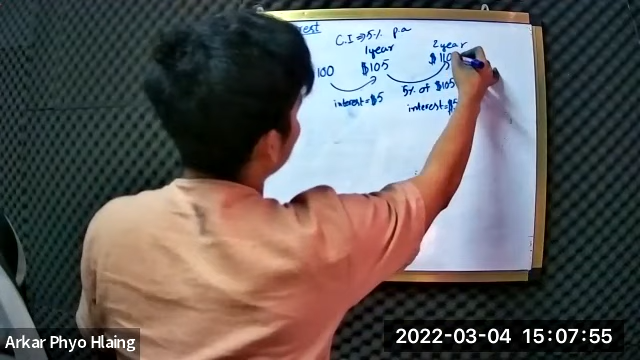 rest
C.I ⇒ 5% p.a
1year 2year
100 $105 $110
5% of $105
interest = $5 interest = $5
Arkar Phyo Hlaing
2022-03-04 15:07:55